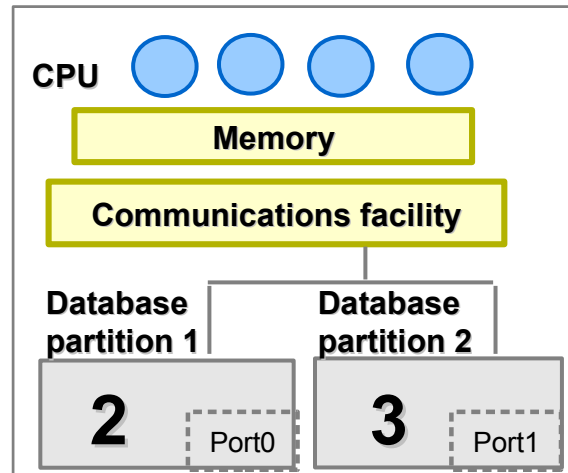 CPU
Memory
Communications facility
Database
partition 1
Database
partition 2
2
Port0
3
Port1